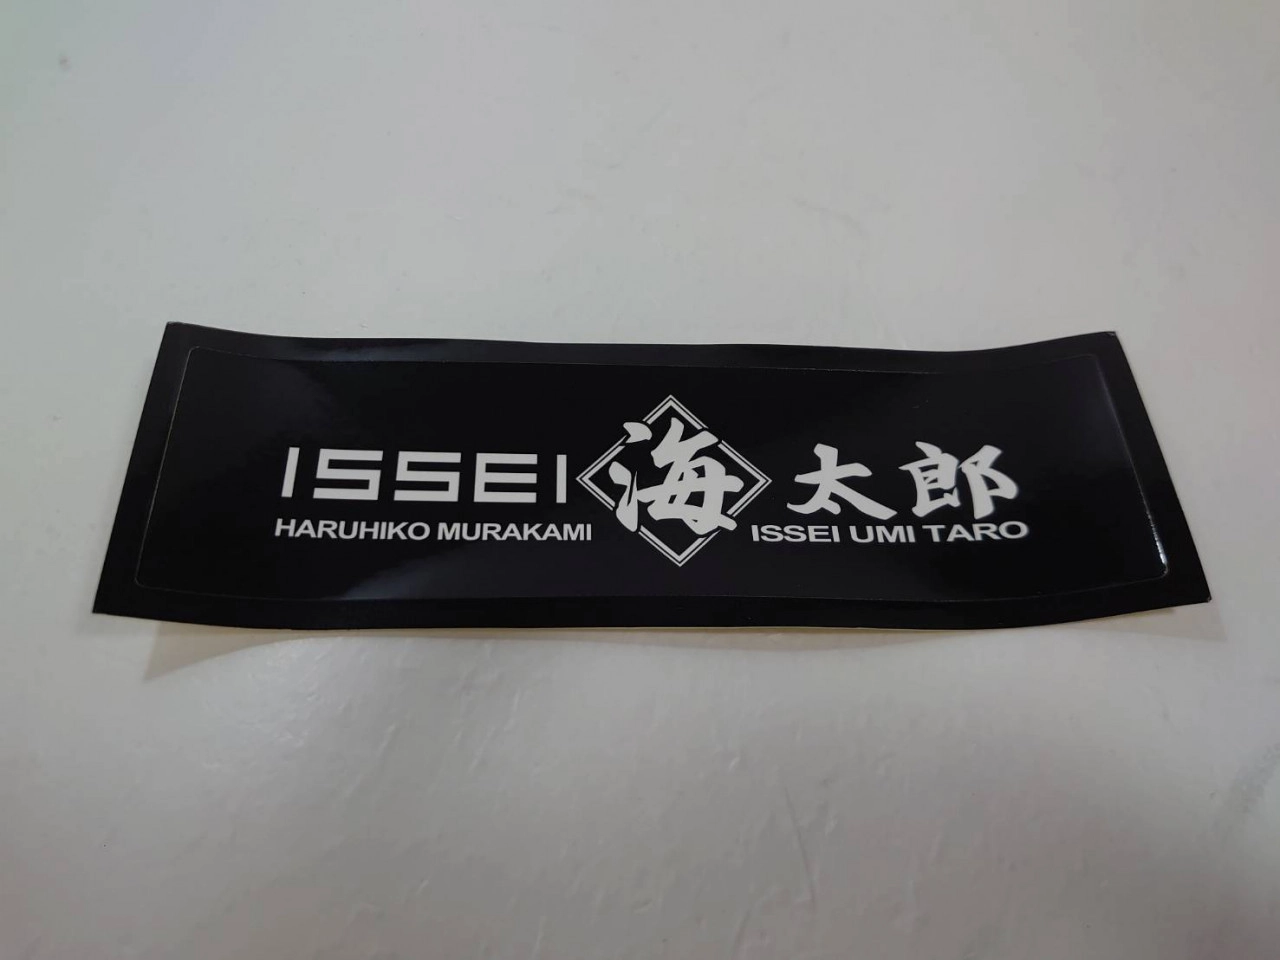 ISSEI 海太郎
HARUHIKO MURAKAMI ISSEI UMI TARO